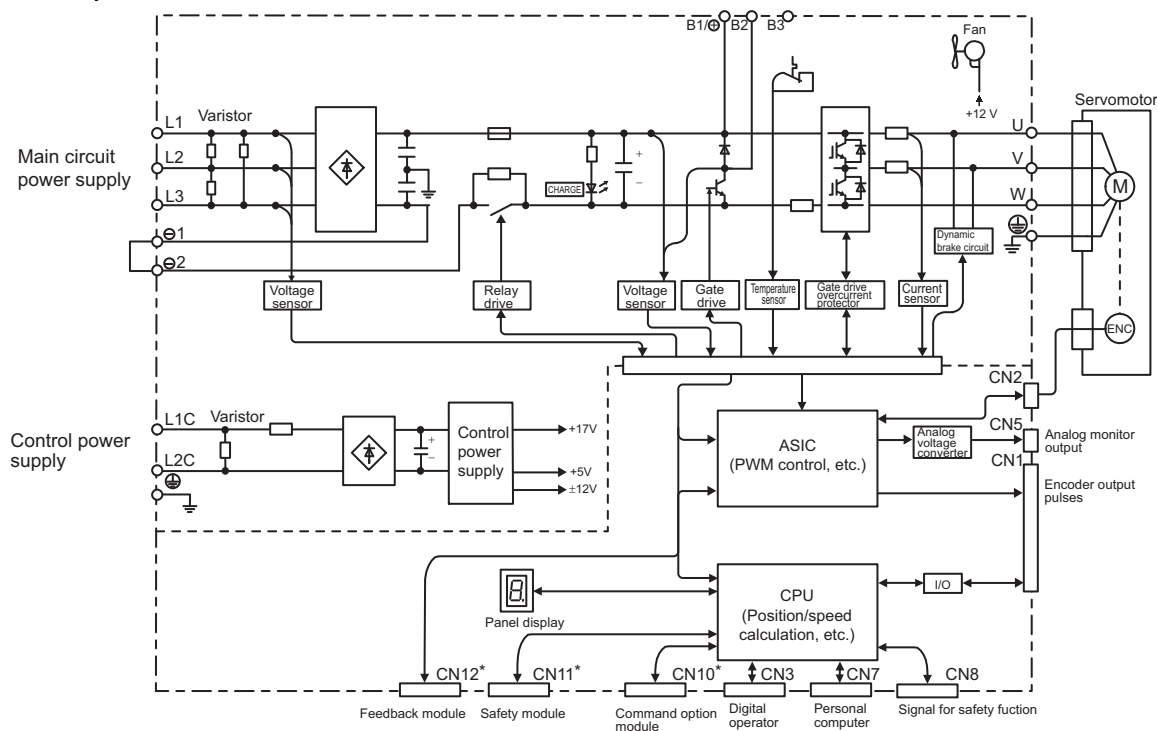 B1/⊕ B2 B3
Fan
+12 V
Servomotor
Varistor
L1
L2
L3
Main circuit
power supply
⊖1
⊖2
+
−
CHARGE
U
V
W
M
Dynamic
brake circuit
Voltage
sensor
Relay
drive
Voltage
sensor
Gate
drive
Temperature
sensor
Gate drive
overcurrent
protector
Current
sensor
ENC
CN2
L1C
Varistor
L2C
Control power
supply
+
−
Control
power
supply
+17V
+5V
±12V
ASIC
(PWM control, etc.)
Analog
voltage
converter
CN5
Analog monitor
output
CN1
Encoder output
pulses
8.
Panel display
CPU
(Position/speed
calculation, etc.)
I/O
CN12*
CN11*
CN10*
CN3
CN7
CN8
Feedback module
Safety module
Command option
module
Digital
operator
Personal
computer
Signal for safety fuction